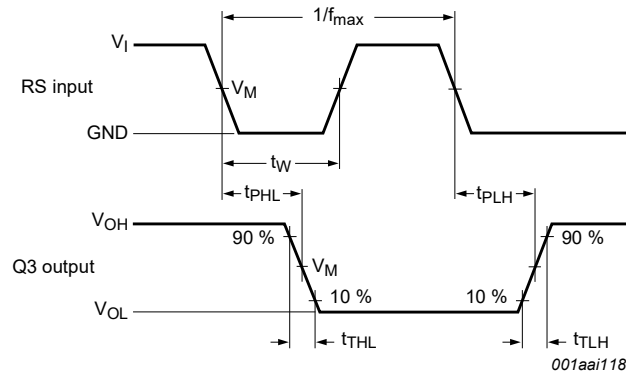 1/fmax
VI
RS input
VM
GND
tW
tPHL
tPLH
VOH
90 %
90 %
Q3 output
VM
10 %
10 %
VOL
tTHL
tTLH
001aai118